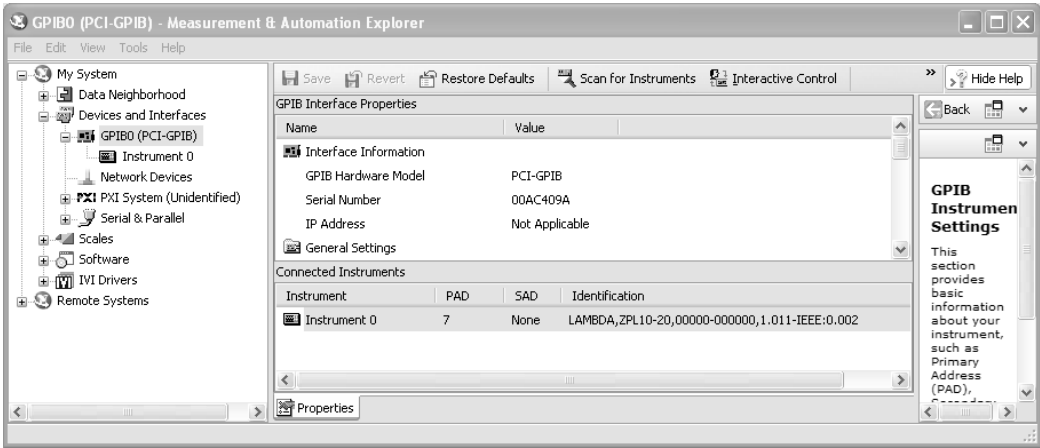 GPIB0 (PCI-GPIB) - Measurement & Automation Explorer
File Edit View Tools Help
My System
Data Neighborhood
Devices and Interfaces
GPIB0 (PCI-GPIB)
Instrument 0
Network Devices
PXI PXI System (Unidentified)
Serial & Parallel
Scales
Software
IVI Drivers
Remote Systems
Save Revert Restore Defaults Scan for Instruments Interactive Control » Hide Help
GPIB Interface Properties
Name Value
Interface Information
GPIB Hardware Model PCI-GPIB
Serial Number 00AC409A
IP Address Not Applicable
General Settings
Connected Instruments
Instrument PAD SAD Identification
Instrument 0 7 None LAMBDA,ZPL10-20,00000-000000,1.011-IEEE:0.002
Properties
Back
GPIB
Instrumen
Settings
This
section
provides
basic
information
about your
instrument,
such as
Primary
Address
(PAD),